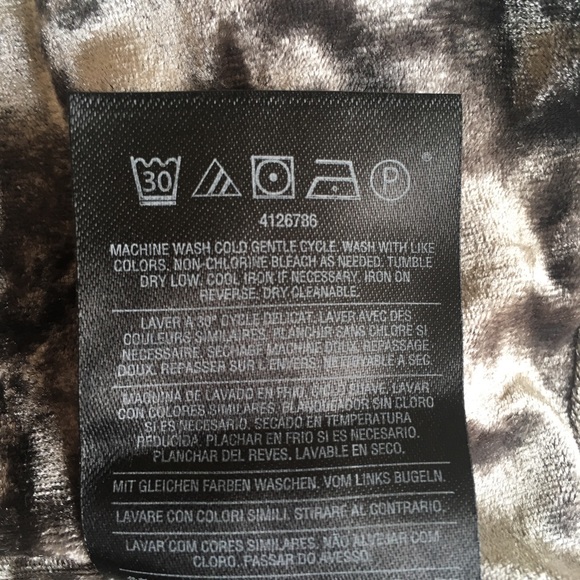 30 P
4126786
MACHINE WASH COLD GENTLE CYCLE. WASH WITH LIKE
COLORS. NON-CHLORINE BLEACH AS NEEDED. TUMBLE
DRY LOW. COOL IRON IF NECESSARY. IRON ON
REVERSE. DRY CLEANABLE.
LAVER À 30° CYCLE DELICAT. LAVER AVEC DES
COULEURS SIMILAIRES. BLANCHIR SANS CHLORE SI
NECESSAIRE. SECHAGE MACHINE DOUX. REPASSAGE
DOUX. REPASSER SUR L'ENVERS. NETTOYABLE A SEC.
MAQUINA DE LAVADO EN FRIO, CICLO SUAVE. LAVAR
CON COLORES SIMILARES. BLANQUEADOR SIN CLORO
SI ES NECESARIO. SECADO EN TEMPERATURA
REDUCIDA. PLACHAR EN FRIO SI ES NECESARIO.
PLANCHAR DEL REVES. LAVABLE EN SECO.
MIT GLEICHEN FARBEN WASCHEN. VOM LINKS BUGELN.
LAVARE CON COLORI SIMILI. STIRARE AL CONTRARIO.
LAVAR COM CORES SIMILARES. NÃO ALVEJAR COM
CLORO. PASSAR DO AVESSO.